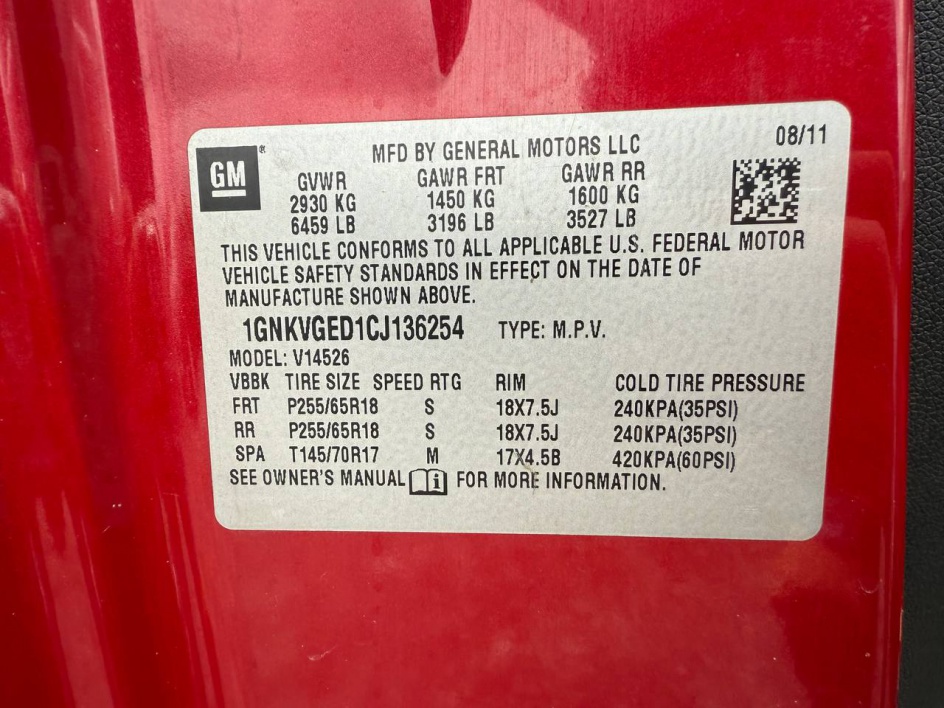 GM®
MFD BY GENERAL MOTORS LLC 08/11
GVWR GAWR FRT GAWR RR
2930 KG 1450 KG 1600 KG
6459 LB 3196 LB 3527 LB
THIS VEHICLE CONFORMS TO ALL APPLICABLE U.S. FEDERAL MOTOR
VEHICLE SAFETY STANDARDS IN EFFECT ON THE DATE OF
MANUFACTURE SHOWN ABOVE.
1GNKVGED1CJ136254 TYPE: M.P.V.
MODEL: V14526
VBBK TIRE SIZE SPEED RTG RIM COLD TIRE PRESSURE
FRT P255/65R18 S 18X7.5J 240KPA(35PSI)
RR P255/65R18 S 18X7.5J 240KPA(35PSI)
SPA T145/70R17 M 17X4.5B 420KPA(60PSI)
SEE OWNER'S MANUAL FOR MORE INFORMATION.